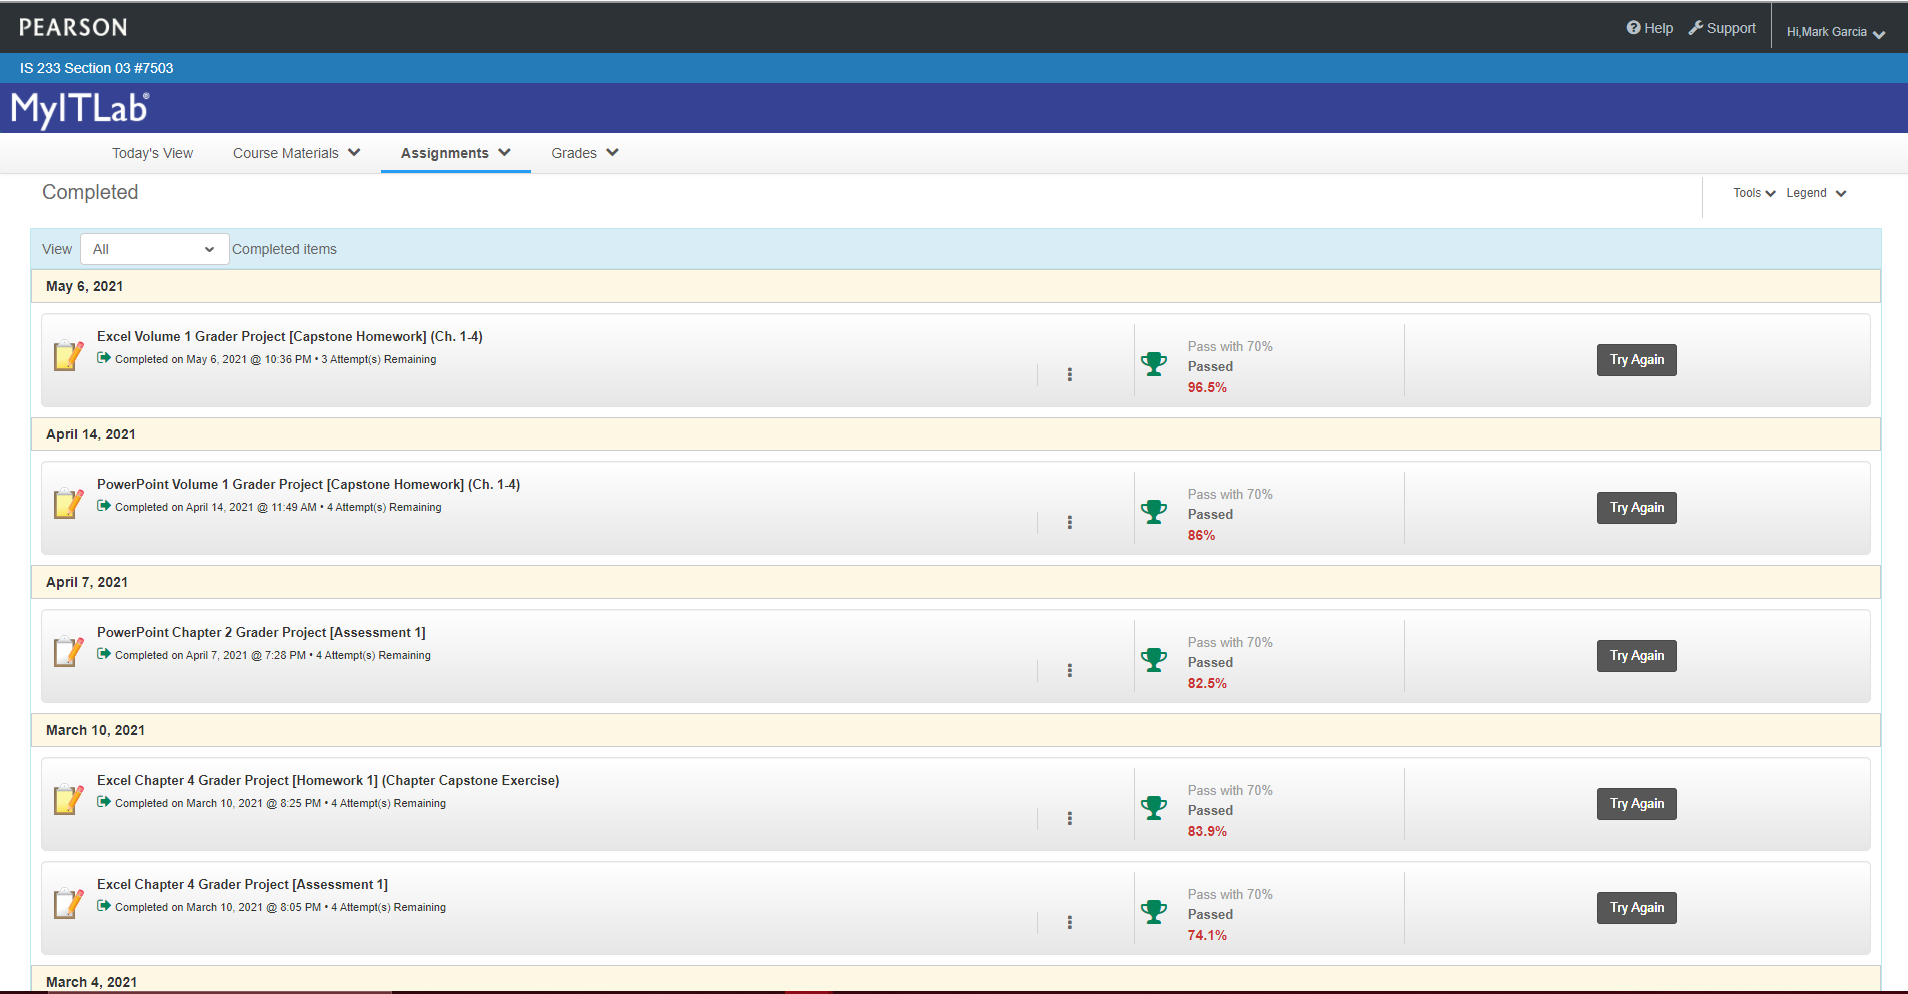 PEARSON
Help Support Hi,Mark Garcia
IS 233 Section 03 #7503
MyITLab®
Today's View Course Materials Assignments Grades
Completed
Tools Legend
View All Completed items
May 6, 2021
Excel Volume 1 Grader Project [Capstone Homework] (Ch. 1-4)
Completed on May 6, 2021 @ 10:36 PM • 3 Attempt(s) Remaining
Pass with 70%
Passed
96.5%
Try Again
April 14, 2021
PowerPoint Volume 1 Grader Project [Capstone Homework] (Ch. 1-4)
Completed on April 14, 2021 @ 11:49 AM • 4 Attempt(s) Remaining
Pass with 70%
Passed
86%
Try Again
April 7, 2021
PowerPoint Chapter 2 Grader Project [Assessment 1]
Completed on April 7, 2021 @ 7:28 PM • 4 Attempt(s) Remaining
Pass with 70%
Passed
82.5%
Try Again
March 10, 2021
Excel Chapter 4 Grader Project [Homework 1] (Chapter Capstone Exercise)
Completed on March 10, 2021 @ 8:25 PM • 4 Attempt(s) Remaining
Pass with 70%
Passed
83.9%
Try Again
Excel Chapter 4 Grader Project [Assessment 1]
Completed on March 10, 2021 @ 8:05 PM • 4 Attempt(s) Remaining
Pass with 70%
Passed
74.1%
Try Again
March 4, 2021